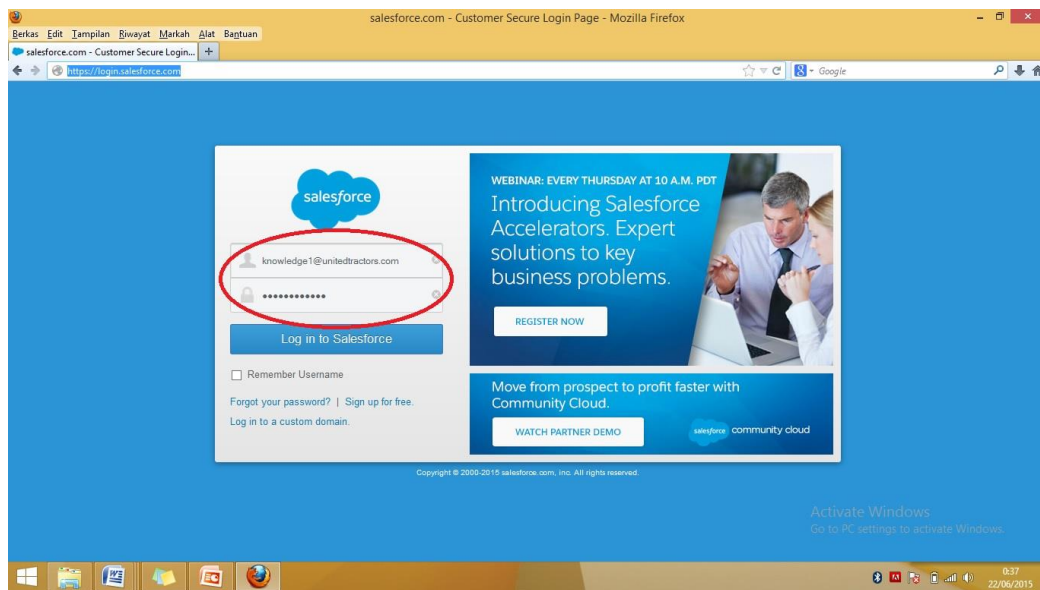 salesforce.com - Customer Secure Login Page - Mozilla Firefox
Berkas Edit Tampilan Riwayat Markah Alat Bantuan
salesforce.com - Customer Secure Login... +
https://login.salesforce.com
Google
salesforce
knowledge1@unitedtractors.com
••••••••••••
Log in to Salesforce
Remember Username
Forgot your password? | Sign up for free.
Log in to a custom domain.
WEBINAR: EVERY THURSDAY AT 10 A.M. PDT
Introducing Salesforce
Accelerators. Expert
solutions to key
business problems.
REGISTER NOW
Move from prospect to profit faster with
Community Cloud.
WATCH PARTNER DEMO
salesforce community cloud
Copyright © 2000-2015 salesforce.com, inc. All rights reserved.
Activate Windows
Go to PC settings to activate Windows.
0:37
22/06/2015